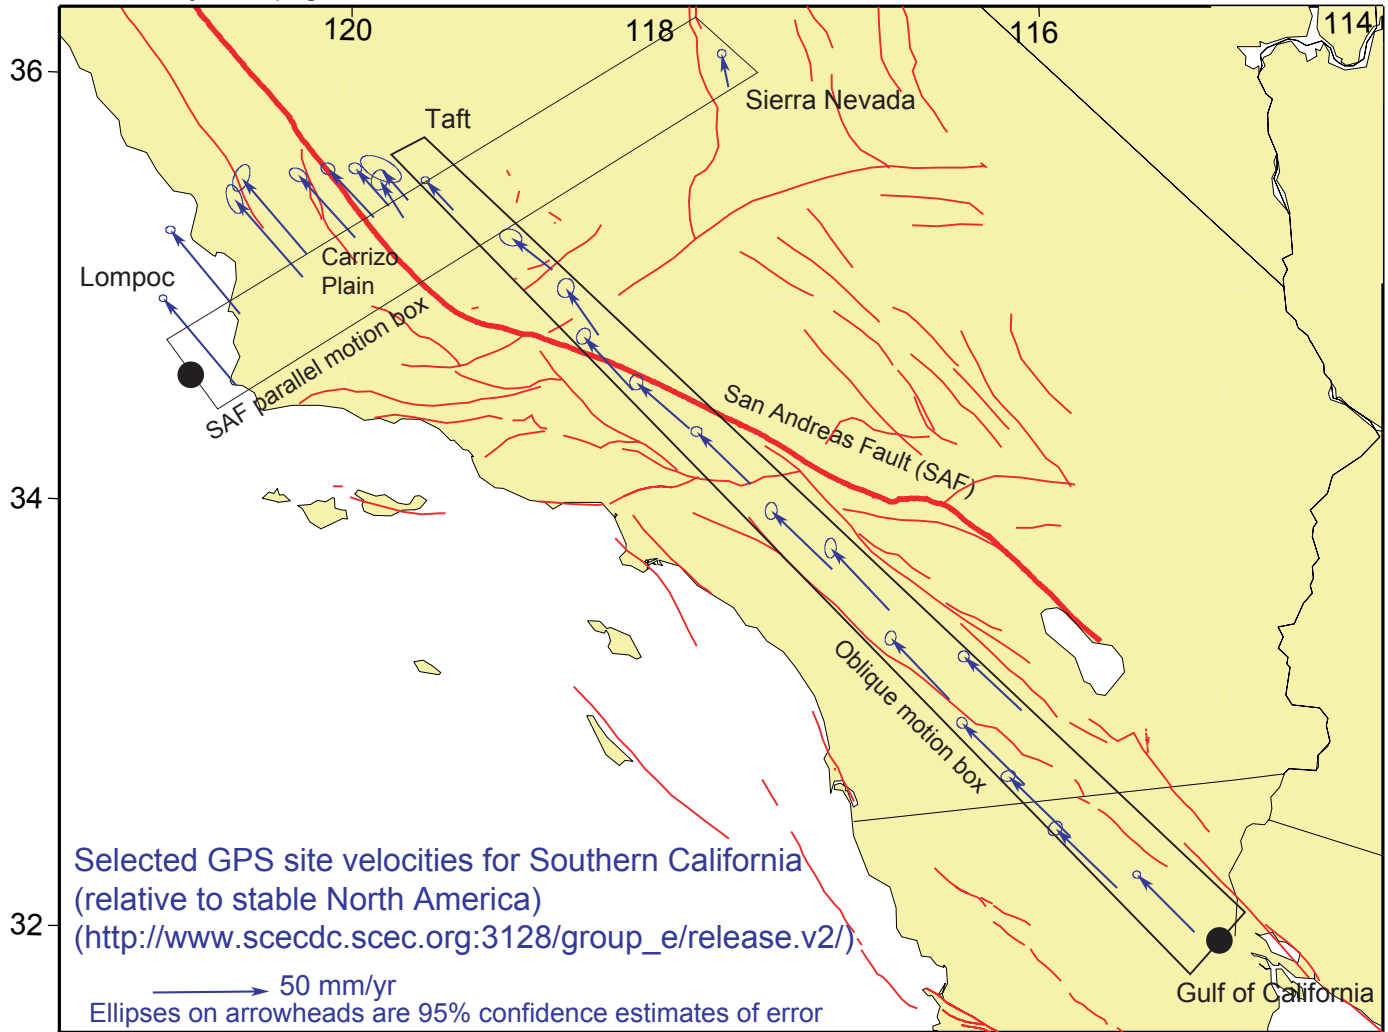 120
118
116
114
36
Sierra Nevada
Taft
Carrizo
Plain
Lompoc
SAF parallel motion box
San Andreas Fault (SAF)
34
Oblique motion box
Selected GPS site velocities for Southern California
(relative to stable North America)
(http://www.scecdc.scec.org:3128/group_e/release.v2/)
32
50 mm/yr
Ellipses on arrowheads are 95% confidence estimates of error
Gulf of California